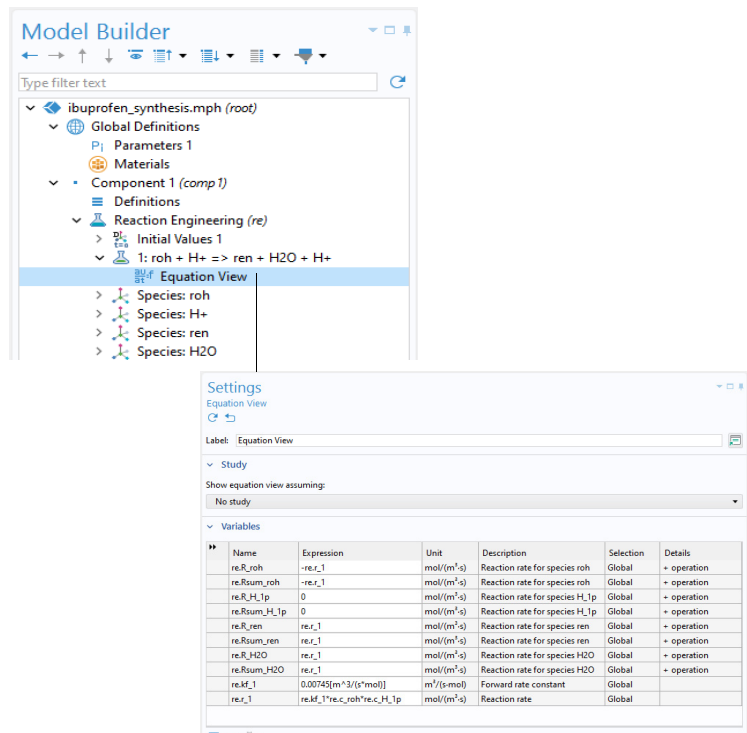 Model Builder
Type filter text
ibuprofen_synthesis.mph (root)
Global Definitions
Pi Parameters 1
Materials
Component 1 (comp1)
Definitions
Reaction Engineering (re)
Initial Values 1
1: roh + H+ => ren + H2O + H+
Equation View
Species: roh
Species: H+
Species: ren
Species: H2O
Settings
Equation View
Label: Equation View
Study
Show equation view assuming:
No study
Variables
Name Expression Unit Description Selection Details
re.R_roh -re.r_1 mol/(m³·s) Reaction rate for species roh Global + operation
re.Rsum_roh -re.r_1 mol/(m³·s) Reaction rate for species roh Global + operation
re.R_H_1p 0 mol/(m³·s) Reaction rate for species H_1p Global + operation
re.Rsum_H_1p 0 mol/(m³·s) Reaction rate for species H_1p Global + operation
re.R_ren re.r_1 mol/(m³·s) Reaction rate for species ren Global + operation
re.Rsum_ren re.r_1 mol/(m³·s) Reaction rate for species ren Global + operation
re.R_H2O re.r_1 mol/(m³·s) Reaction rate for species H2O Global + operation
re.Rsum_H2O re.r_1 mol/(m³·s) Reaction rate for species H2O Global + operation
re.kf_1 0.00745[m^3/(s*mol)] m³/(s·mol) Forward rate constant Global
re.r_1 re.kf_1*re.c_roh*re.c_H_1p mol/(m³·s) Reaction rate Global